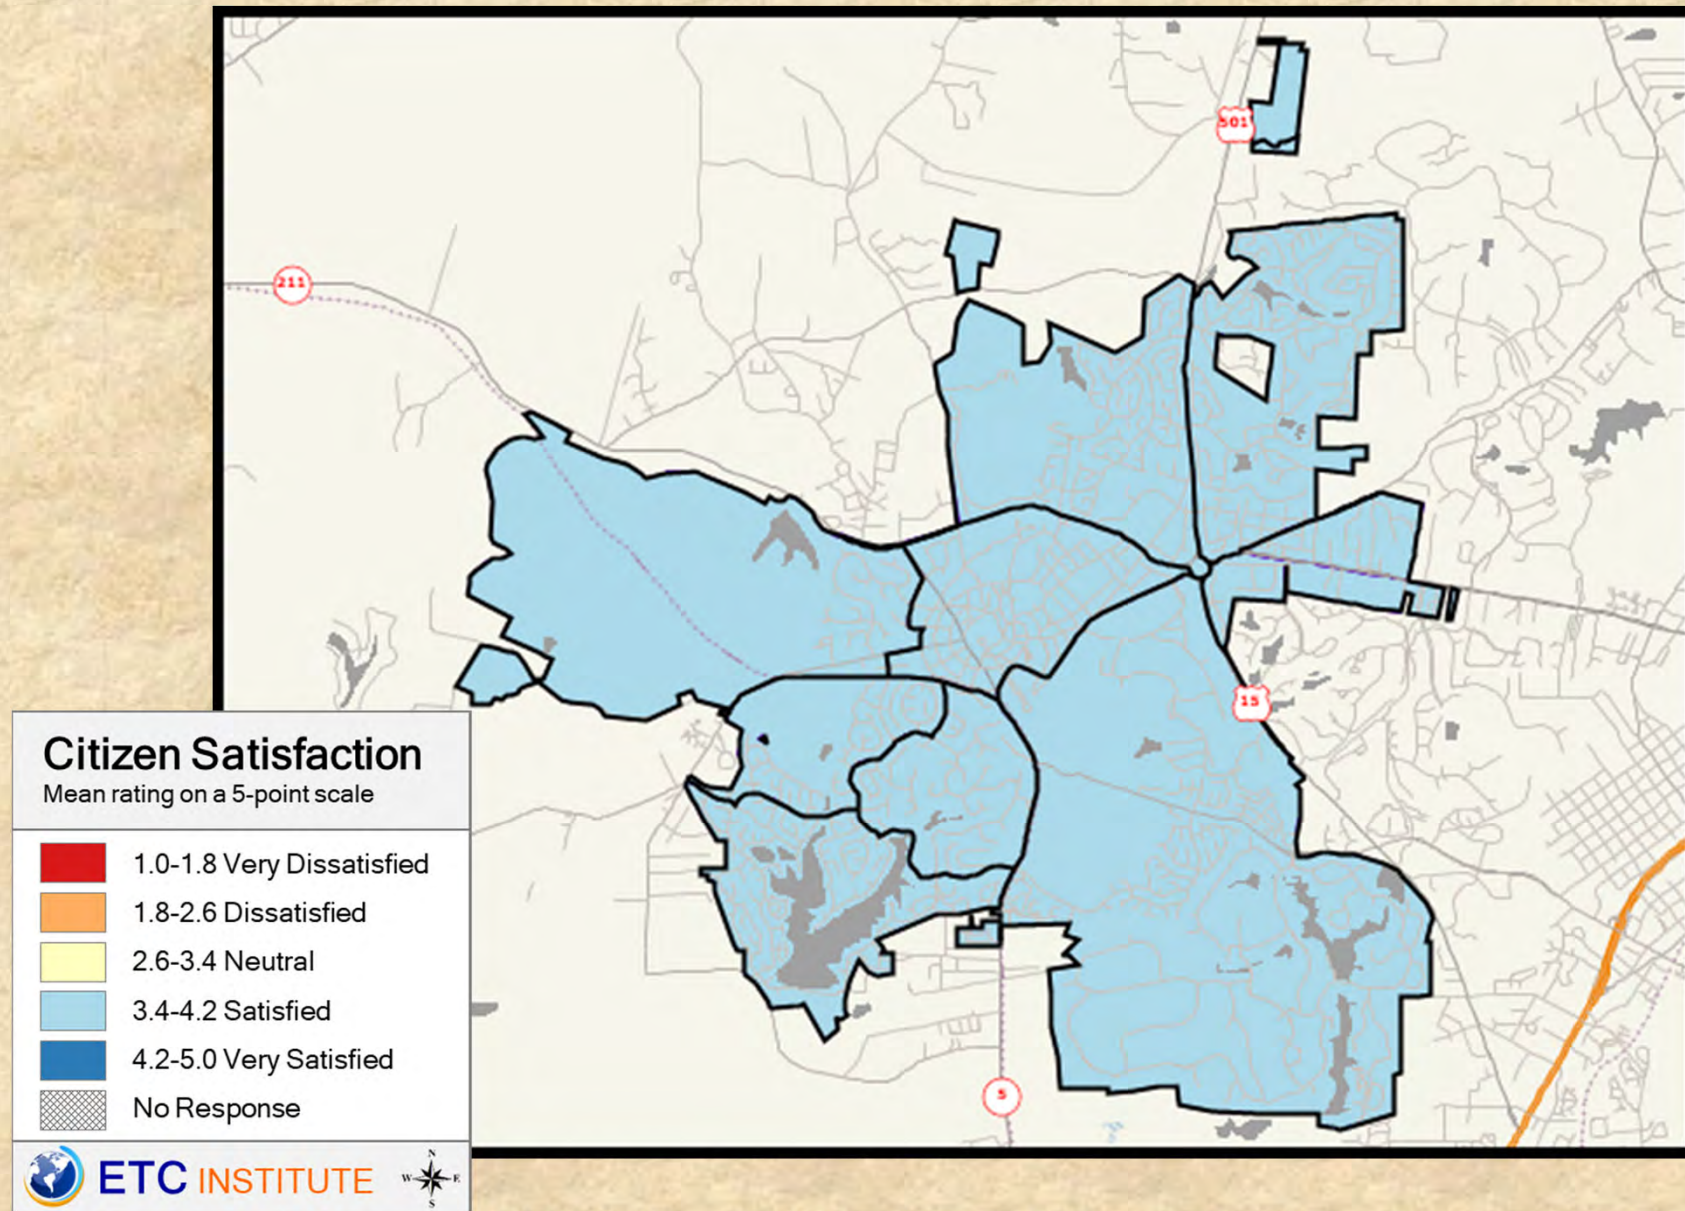 501
211
15
5
Citizen Satisfaction
Mean rating on a 5-point scale
1.0-1.8 Very Dissatisfied
1.8-2.6 Dissatisfied
2.6-3.4 Neutral
3.4-4.2 Satisfied
4.2-5.0 Very Satisfied
No Response
ETC INSTITUTE
N
W E
S